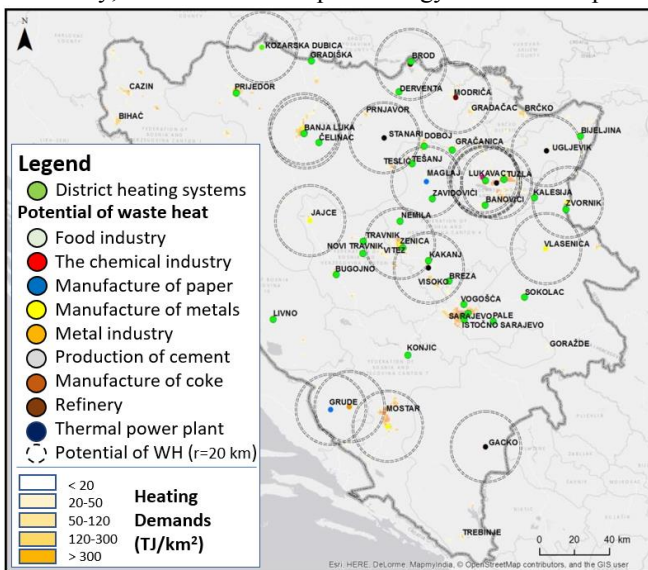 N
KOZARSKA DUBICA
GRADIŠKA
BROD
PRIJEDOR
DERVENTA
MODRIČA
CAZIN
BIHAĆ
PRNJAVOR
GRADAČAC
BRČKO
BANJA LUKA
ČELINAC
STANARI
DOBOJ
GRAČANICA
BIJELJINA
UGLJEVIK
TESLIĆ
TEŠANJ
MAGLAJ
LUKAVAC
TUZLA
ZAVIDOVIĆI
BANOVIĆI
KALESIJA
ZVORNIK
JAJCE
NEMILA
TRAVNIK
ZENICA
NOVI TRAVNIK
VITEZ
KAKANJ
VLASENICA
BUGOJNO
VISOKO
BREZA
VOGOŠĆA
SOKOLAC
LIVNO
SARAJEVO
PALE
ISTOČNO SARAJEVO
KONJIC
GORAŽDE
GRUDE
MOSTAR
GACKO
TREBINJE
Legend
District heating systems
Potential of waste heat
Food industry
The chemical industry
Manufacture of paper
Manufacture of metals
Metal industry
Production of cement
Manufacture of coke
Refinery
Thermal power plant
Potential of WH (r=20 km)
< 20
20-50
50-120
120-300
> 300
Heating
Demands
(TJ/km²)
0 20 40 km
Esri, HERE, DeLorme, MapmyIndia, © OpenStreetMap contributors, and the GIS user